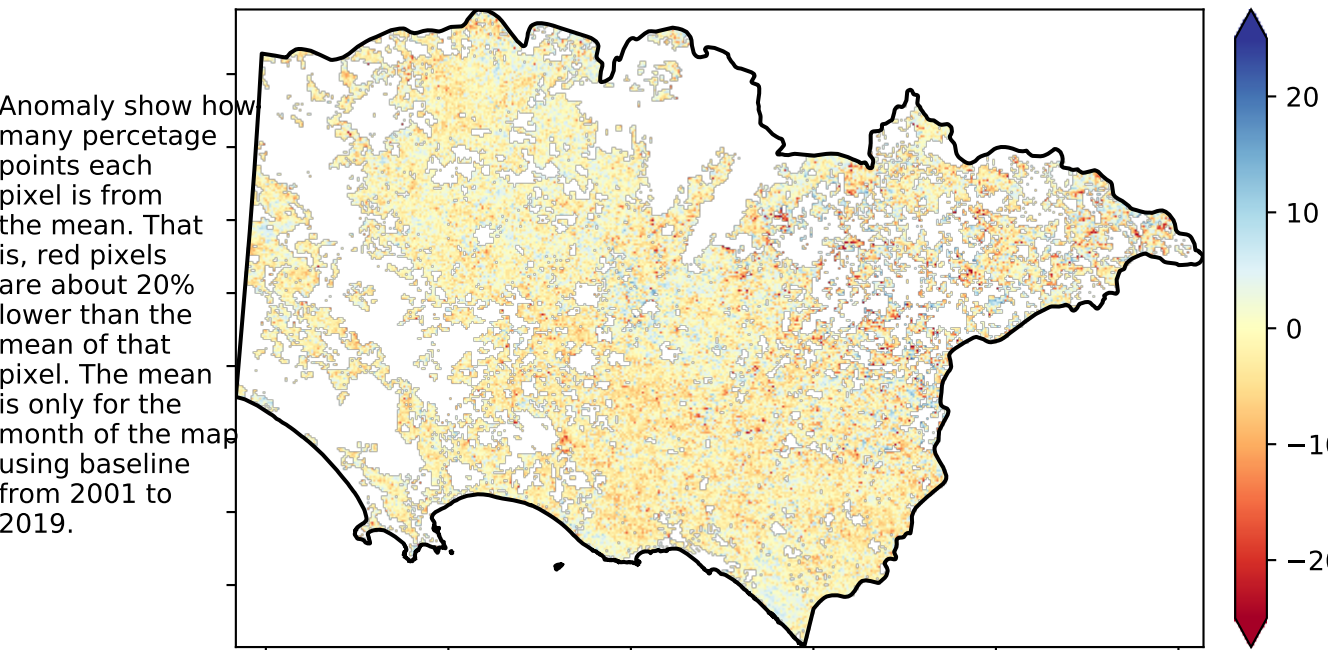 Anomaly show how
many percetage
points each
pixel is from
the mean. That
is, red pixels
are about 20%
lower than the
mean of that
pixel. The mean
is only for the
month of the map
using baseline
from 2001 to
2019.
20
10
0
−10
−20